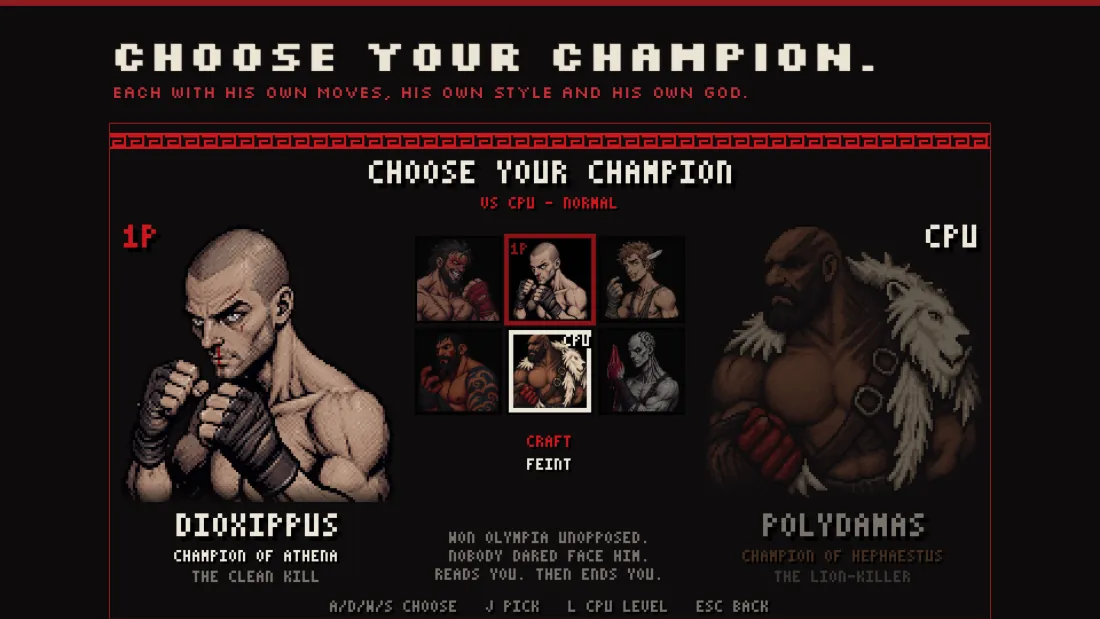 CHOOSE YOUR CHAMPION.
EACH WITH HIS OWN MOVES, HIS OWN STYLE AND HIS OWN GOD.
CHOOSE YOUR CHAMPION
VS CPU - NORMAL
1P
CPU
1P
CPU
CRAFT
FEINT
DIOXIPPUS
CHAMPION OF ATHENA
THE CLEAN KILL
WON OLYMPIA UNOPPOSED.
NOBODY DARED FACE HIM.
READS YOU. THEN ENDS YOU.
POLYDAMAS
CHAMPION OF HEPHAESTUS
THE LION-KILLER
A/D/W/S CHOOSE J PICK L CPU LEVEL ESC BACK